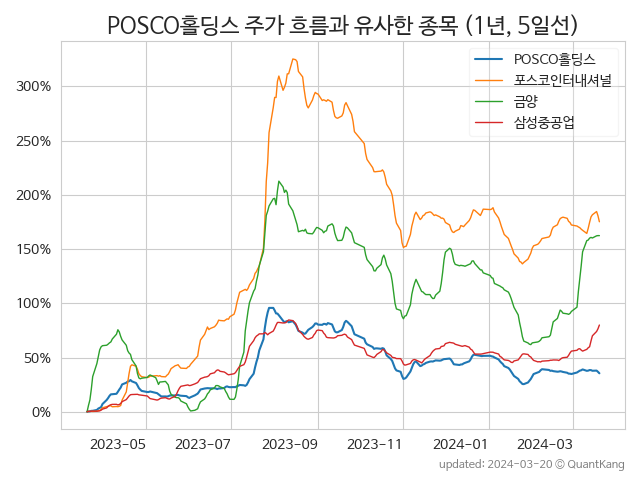 POSCO홀딩스 주가 흐름과 유사한 종목 (1년, 5일선)
POSCO홀딩스
포스코인터내셔널
금양
삼성중공업
300%
250%
200%
150%
100%
50%
0%
2023-05 2023-07 2023-09 2023-11 2024-01 2024-03
updated: 2024-03-20 © QuantKang